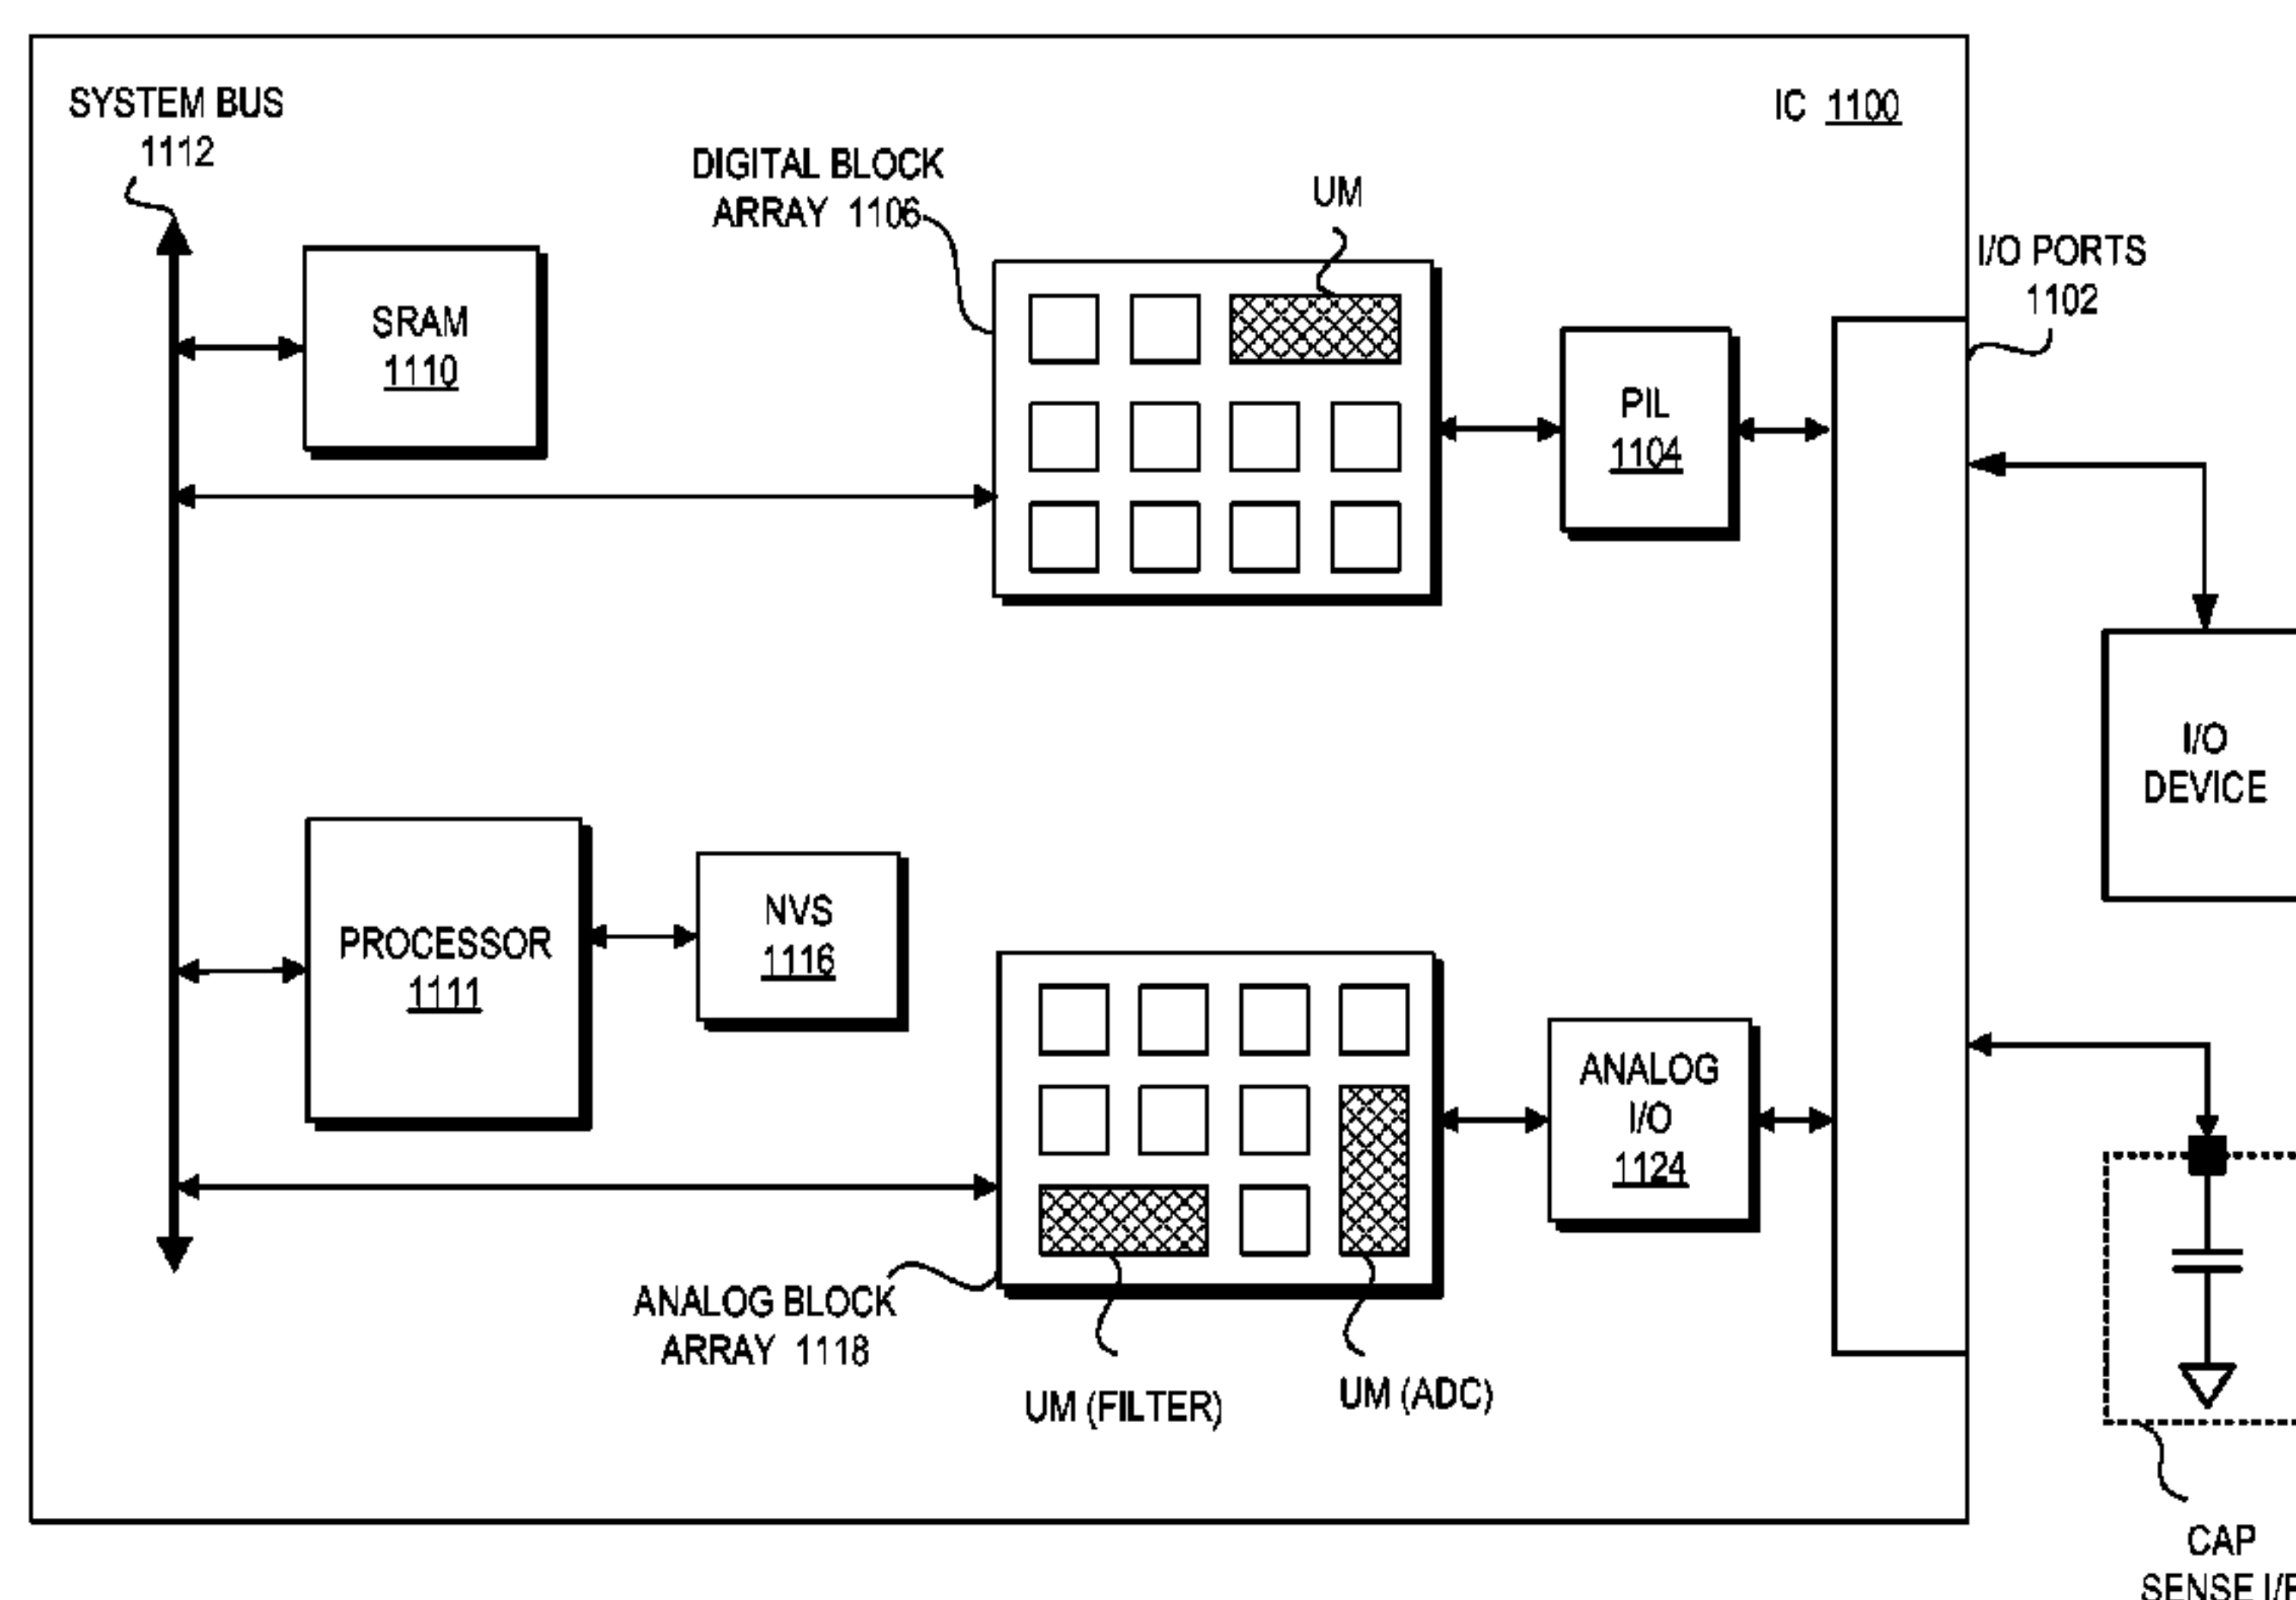 SYSTEM BUS
1112
IC 1100
DIGITAL BLOCK
ARRAY 1106
UM
I/O PORTS
1102
SRAM
1110
PIL
1104
I/O
DEVICE
PROCESSOR
1111
NVS
1116
ANALOG
I/O
1124
ANALOG BLOCK
ARRAY 1118
UM (FILTER)
UM (ADC)
CAP
SENSE